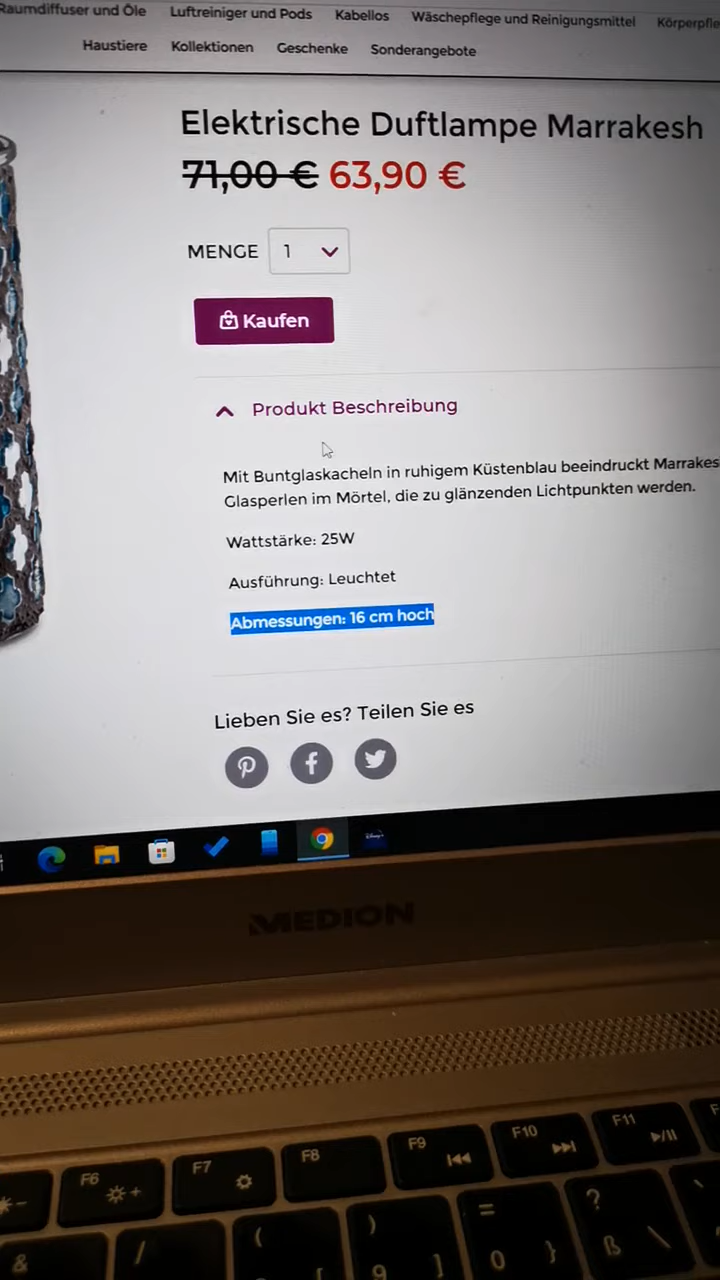 Raumdiffuser und Öle Luftreiniger und Pods Kabellos Wäschepflege und Reinigungsmittel
Haustiere Kollektionen Geschenke Sonderangebote
Elektrische Duftlampe Marrakesh
71,00 € 63,90 €
MENGE 1
Kaufen
Produkt Beschreibung
Mit Buntglaskacheln in ruhigem Küstenblau beeindruckt
Glasperlen im Mörtel, die zu glänzenden Lichtpunkten werden.
Wattstärke: 25W
Ausführung: Leuchtet
Abmessungen: 16 cm hoch
Lieben Sie es? Teilen Sie es
MEDION
F6 F7 F8 F9 F10 F11
& / ( ) = ?
9 ] 0 } ß \